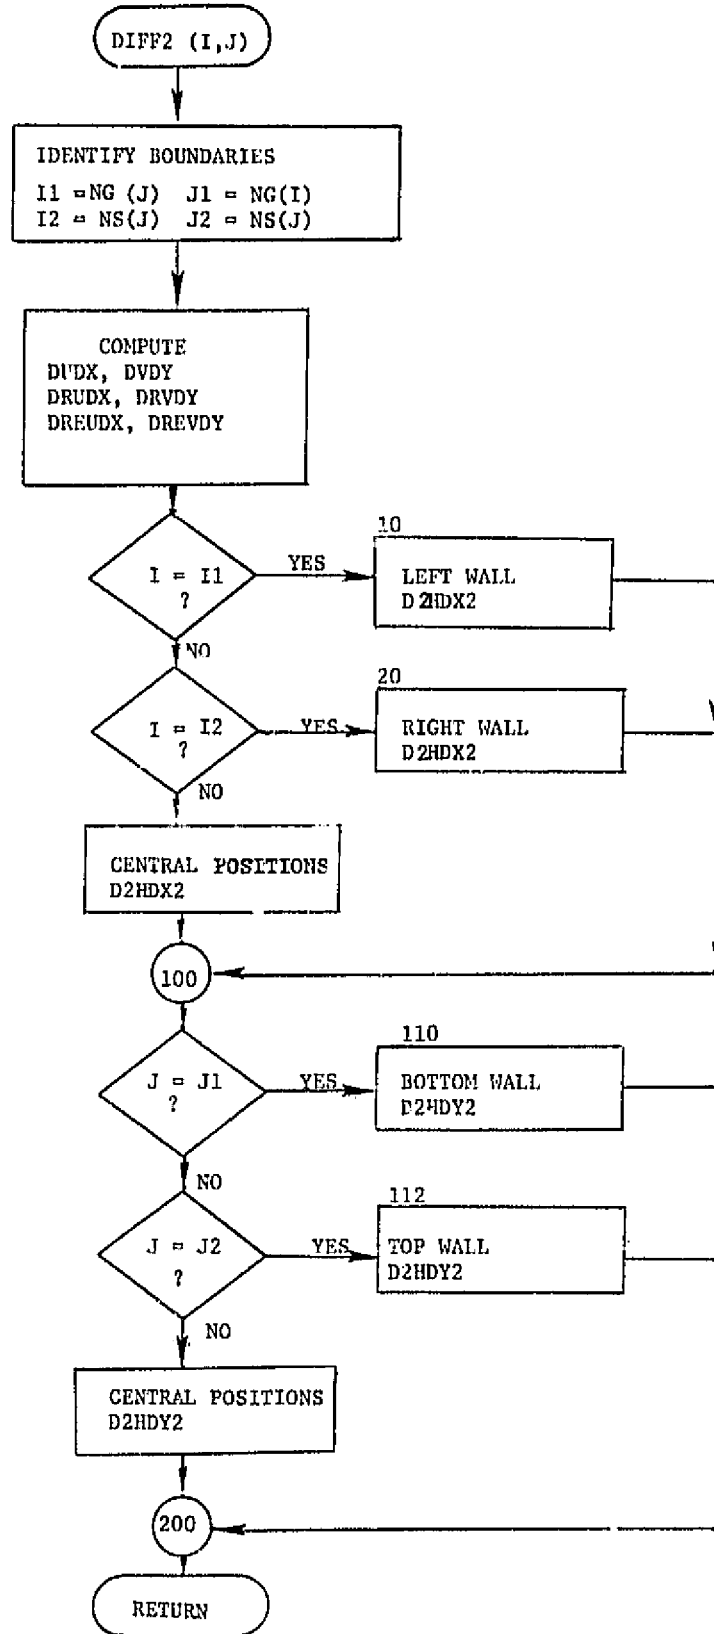 DIFF2 (I,J)
IDENTIFY BOUNDARIES
I1 = NG (J) J1 = NG(I)
I2 = NS(J) J2 = NS(J)
COMPUTE
DUDX, DVDY
DRUDX, DRVDY
DREUDX, DREVDY
I = I1
?
YES
10
LEFT WALL
D2HDX2
NO
I = I2
?
YES
20
RIGHT WALL
D2HDX2
NO
CENTRAL POSITIONS
D2HDX2
100
J = J1
?
YES
110
BOTTOM WALL
D2HDY2
NO
J = J2
?
YES
112
TOP WALL
D2HDY2
NO
CENTRAL POSITIONS
D2HDY2
200
RETURN